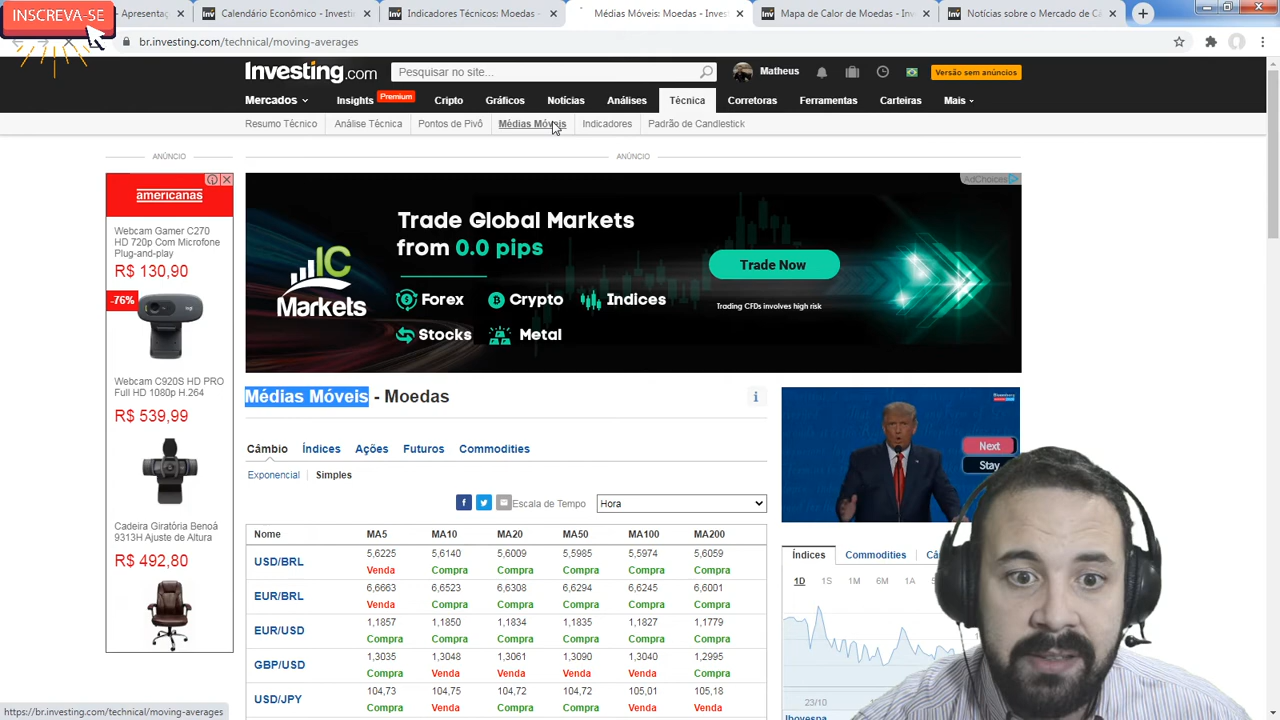 INSCREVA-SE
Apresentaç
Calendário Econômico - Investi
Indicadores
Moedas - Inves
Médias Móveis: Moedas - Inves
Mapa de Calor de Moedas - Inv
Notícias sobre o Mercado de C
br.investing.com/technical/moving-averages
Investing.com
Pesquisar no site...
Matheus
Versão sem anúncios
Mercados
Insights
Premium
Cripto
Gráficos
Notícias
Análises
Técnica
Corretoras
Ferramentas
Carteiras
Mais
Resumo Técnico
Análise Técnica
Pontos de Pivô
Médias Móveis
Indicadores
Padrão de Candlestick
ANÚNCIO
ANÚNCIO
americanas
Webcam Gamer C270
HD 720p Com Microfone
Plug-and-play
R$ 130,90
-76%
Webcam C920S HD PRO
Full HD 1080p H.264
R$ 539,99
Cadeira Giratória Benoá
9313H Ajuste de Altura
R$ 492,80
AdChoices
Trade Global Markets
from 0.0 pips
IC
Markets
Forex
Crypto
Indices
Stocks
Metal
Trade Now
Trading CFDs involves high risk
Médias Móveis - Moedas
Câmbio Índices Ações Futuros Commodities
Exponencial Simples
Escala de Tempo
Hora
Nome MA5 MA10 MA20 MA50 MA100 MA200
USD/BRL 5,6225 5,6140 5,6009 5,5985 5,5974 5,6059
Venda Compra Compra Compra Compra Compra
EUR/BRL 6,6663 6,6523 6,6308 6,6294 6,6245 6,6001
Venda Compra Compra Compra Compra Compra
EUR/USD 1,1857 1,1850 1,1834 1,1835 1,1827 1,1779
Compra Compra Compra Compra Compra Compra
GBP/USD 1,3035 1,3048 1,3061 1,3090 1,3040 1,2995
Compra Venda Venda Venda Venda Compra
USD/JPY 104,73 104,75 104,72 104,72 105,01 105,18
Compra Venda Compra Compra Venda Venda
Next
Stay
Índices Commodities
1D 1S 1M 6M 1A
23/10
Ibovespa
https://br.investing.com/technical/moving-averages